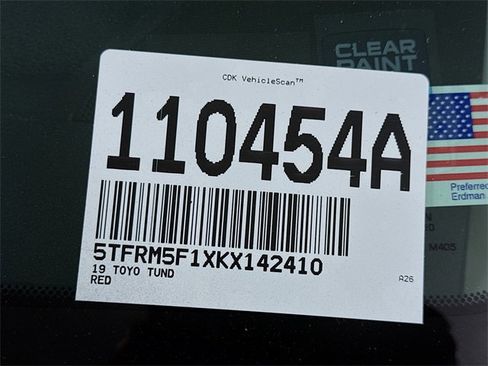 CLEAR
PAINT
CDK VehicleScan™
110454A
5TFRM5F1XKX142410
19 TOYO TUND
RED
A26
Preferred
Erdman
M405